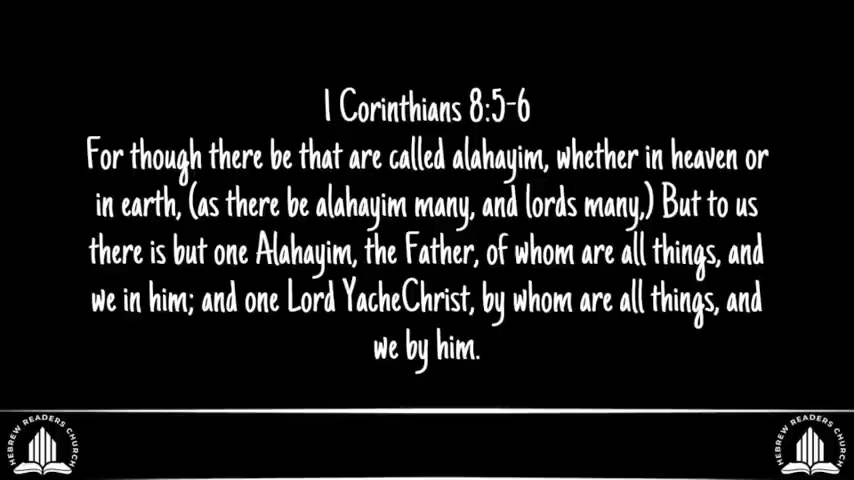 1 Corinthians 8:5-6
For though there be that are called alahayim, whether in heaven or
in earth, (as there be alahayim many, and lords many,) But to us
there is but one Alahayim, the Father, of whom are all things, and
we in him; and one Lord YacheChrist, by whom are all things, and
we by him.
HEBREW READERS CHURCH
HEBREW READERS CHURCH